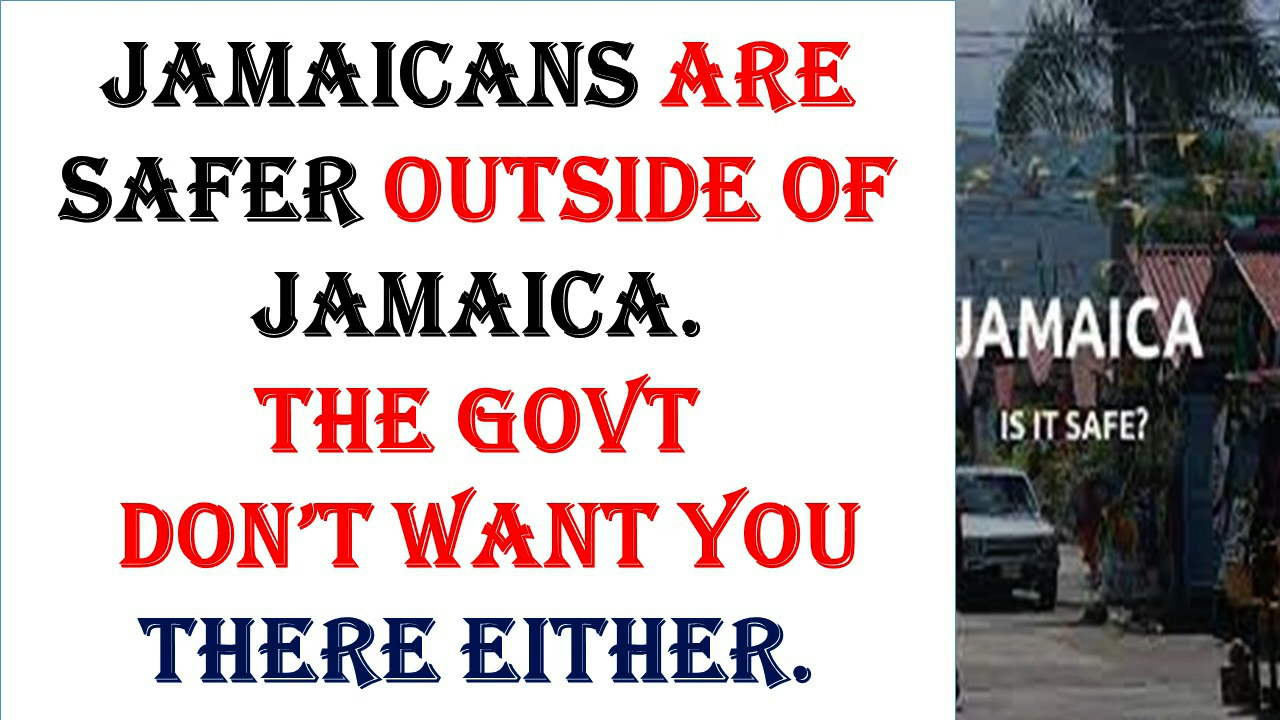 JAMAICANS ARE
SAFER OUTSIDE OF
JAMAICA.
THE GOVT
DON'T WANT YOU
THERE EITHER.
JAMAICA
IS IT SAFE?